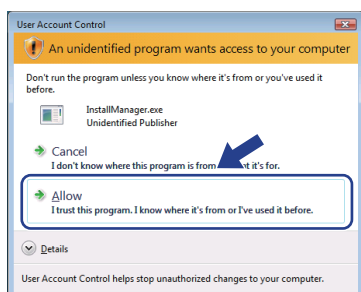 User Account Control
An unidentified program wants access to your computer
Don't run the program unless you know where it's from or you've used it
before.
InstallManager.exe
Unidentified Publisher
Cancel
I don't know where this program is from it's for.
Allow
I trust this program. I know where it's from or I've used it before.
Details
User Account Control helps stop unauthorized changes to your computer.